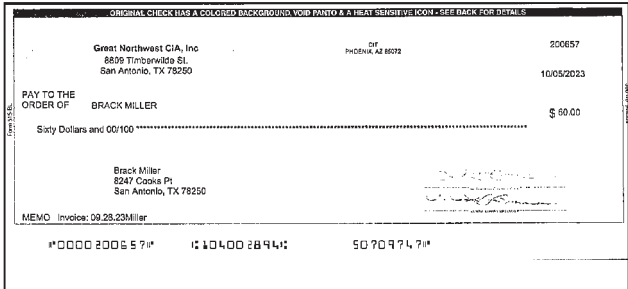 ORIGINAL CHECK HAS A COLORED BACKGROUND. VOID PANTO & A HEAT SENSITIVE ICON - SEE BACK FOR DETAILS
Great Northwest CIA, Inc
8809 Timberwilde St.
San Antonio, TX 78250
CIT
PHOENIX, AZ 85072
200657
10/05/2023
PAY TO THE
ORDER OF BRACK MILLER
$ 60.00
Sixty Dollars and 00/100 ****
Brack Miller
8247 Cooks Pt
San Antonio, TX 78250
MEMO Invoice: 09.28.23Miller
⑈0000200657⑈ ⑆104002894⑆ 50709747⑈